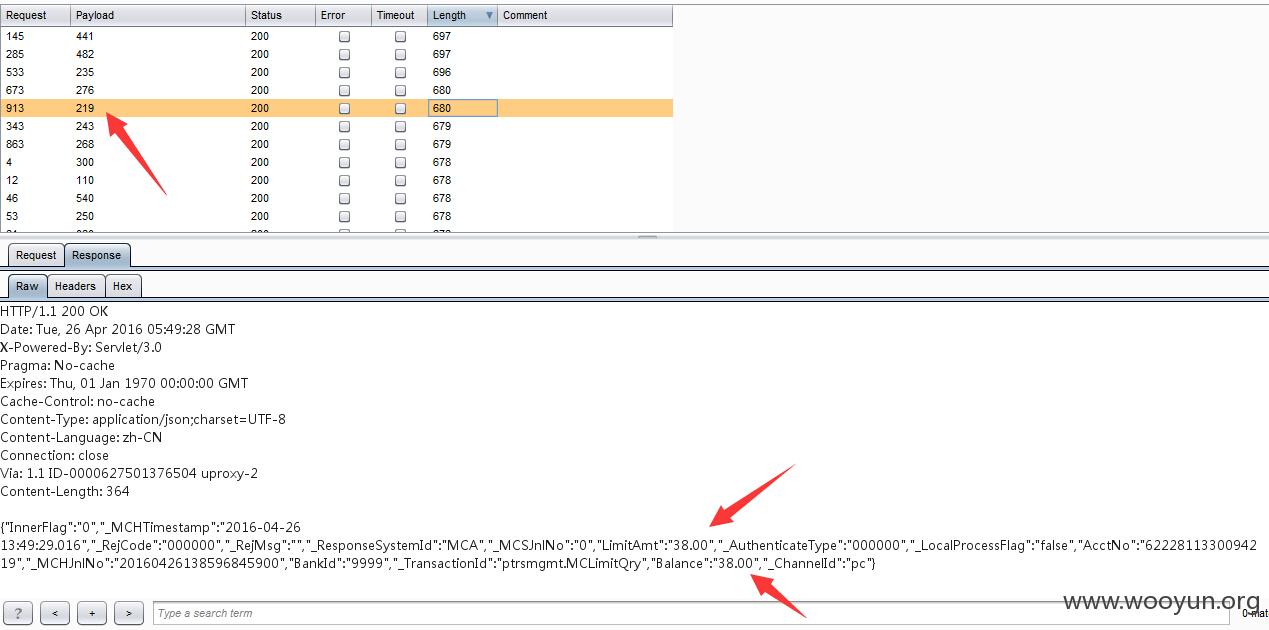 Request Payload Status Error Timeout Length Comment
145 441 200 697
285 482 200 697
533 235 200 696
673 276 200 680
913 219 200 680
343 243 200 679
863 268 200 679
4 300 200 678
12 110 200 678
46 540 200 678
53 250 200 678
Request Response
Raw Headers Hex
HTTP/1.1 200 OK
Date: Tue, 26 Apr 2016 05:49:28 GMT
X-Powered-By: Servlet/3.0
Pragma: No-cache
Expires: Thu, 01 Jan 1970 00:00:00 GMT
Cache-Control: no-cache
Content-Type: application/json;charset=UTF-8
Content-Language: zh-CN
Connection: close
Via: 1.1 ID-0000627501376504 uproxy-2
Content-Length: 364
{"InnerFlag":"0","_MCHTimestamp":"2016-04-26
13:49:29.016","_RejCode":"000000","_RejMsg":"","_ResponseSystemId":"MCA","_MCSJnlNo":"0","LimitAmt":"38.00","_AuthenticateType":"000000","_LocalProcessFlag":"false","AcctNo":"62228113300942
19","_MCHJnlNo":"20160426138596845900","BankId":"9999","_TransactionId":"ptrsmgmt.MCLimitQry","Balance":"38.00","_ChannelId":"pc"}
www.wooyun.org
? < + > Type a search term 0 mat